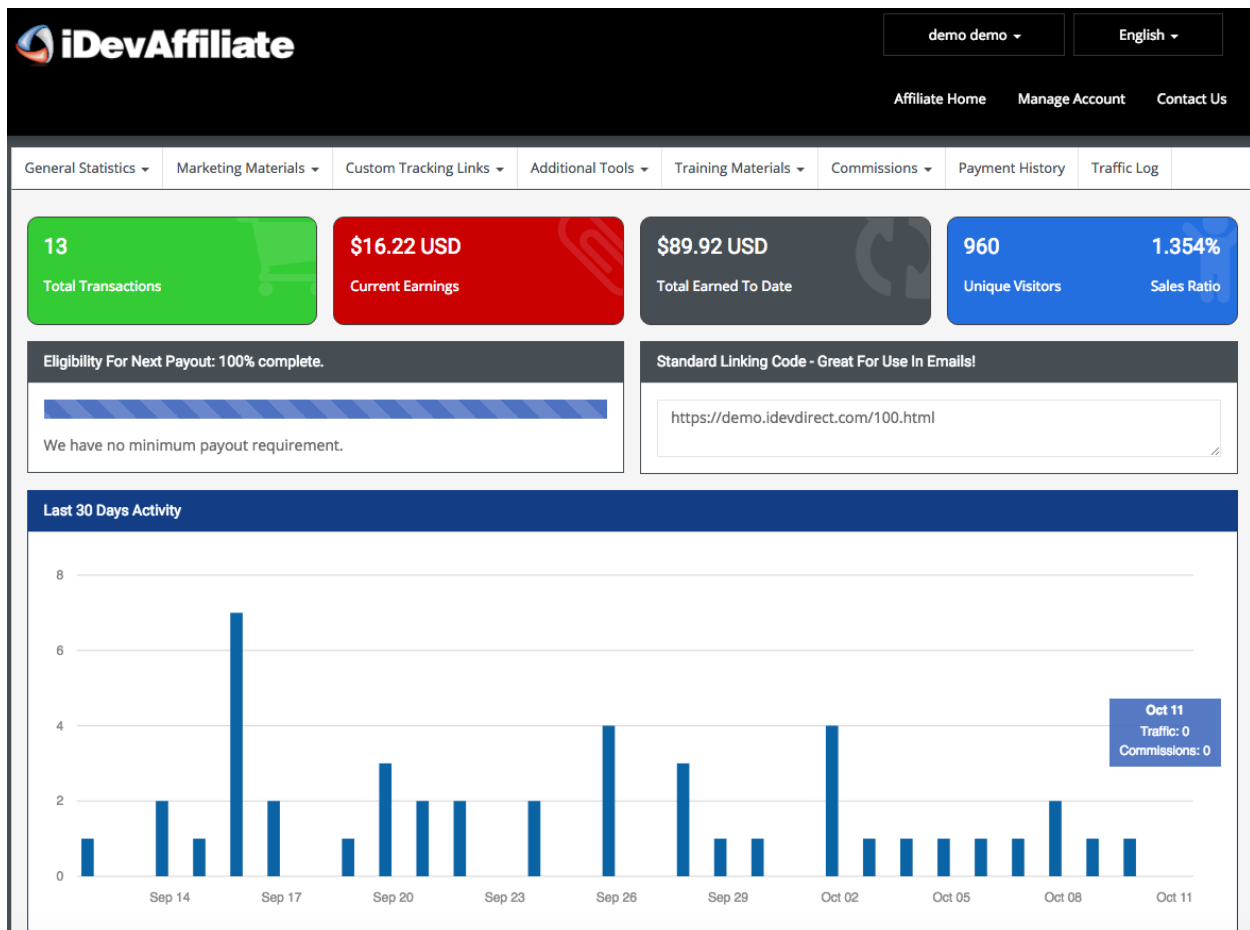 iDevAffiliate
demo demo
English
Affiliate Home Manage Account Contact Us
General Statistics Marketing Materials Custom Tracking Links Additional Tools Training Materials Commissions Payment History Traffic Log
13
Total Transactions
$16.22 USD
Current Earnings
$89.92 USD
Total Earned To Date
960 1.354%
Unique Visitors Sales Ratio
Eligibility For Next Payout: 100% complete.
We have no minimum payout requirement.
Standard Linking Code - Great For Use In Emails!
https://demo.idevdirect.com/100.html
Last 30 Days Activity
8
6
4
2
0
Oct 11
Traffic: 0
Commissions: 0
Sep 14 Sep 17 Sep 20 Sep 23 Sep 26 Sep 29 Oct 02 Oct 05 Oct 08 Oct 11